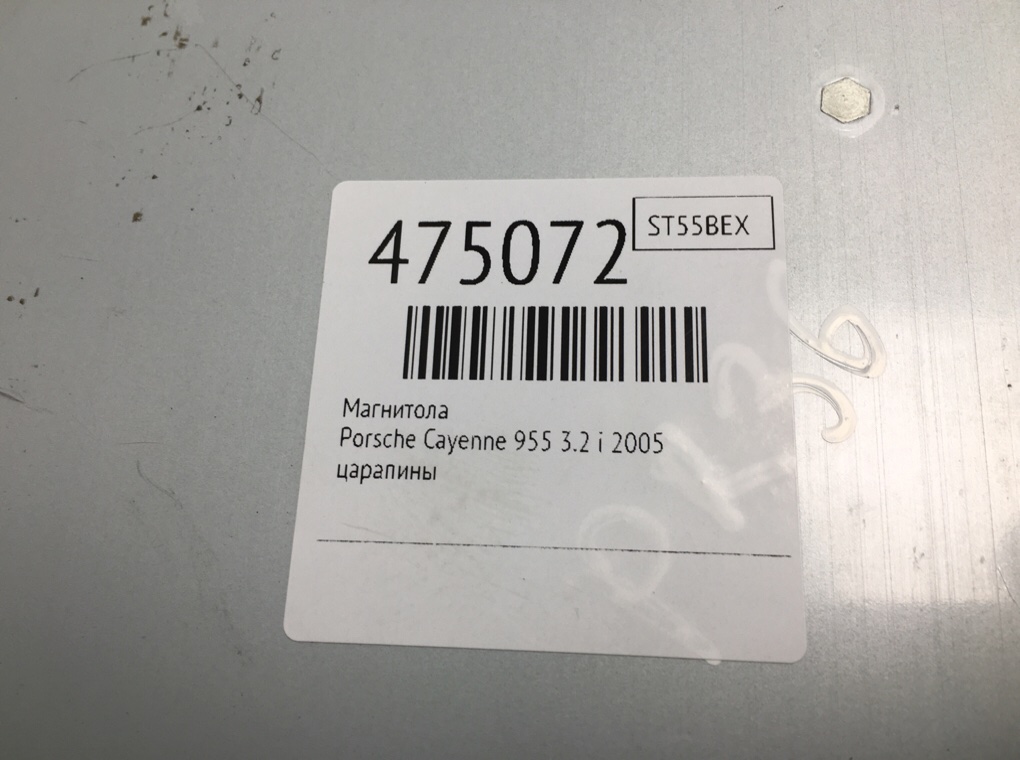 475072
ST55BEX
Магнитола
Porsche Cayenne 955 3.2 i 2005
царапины